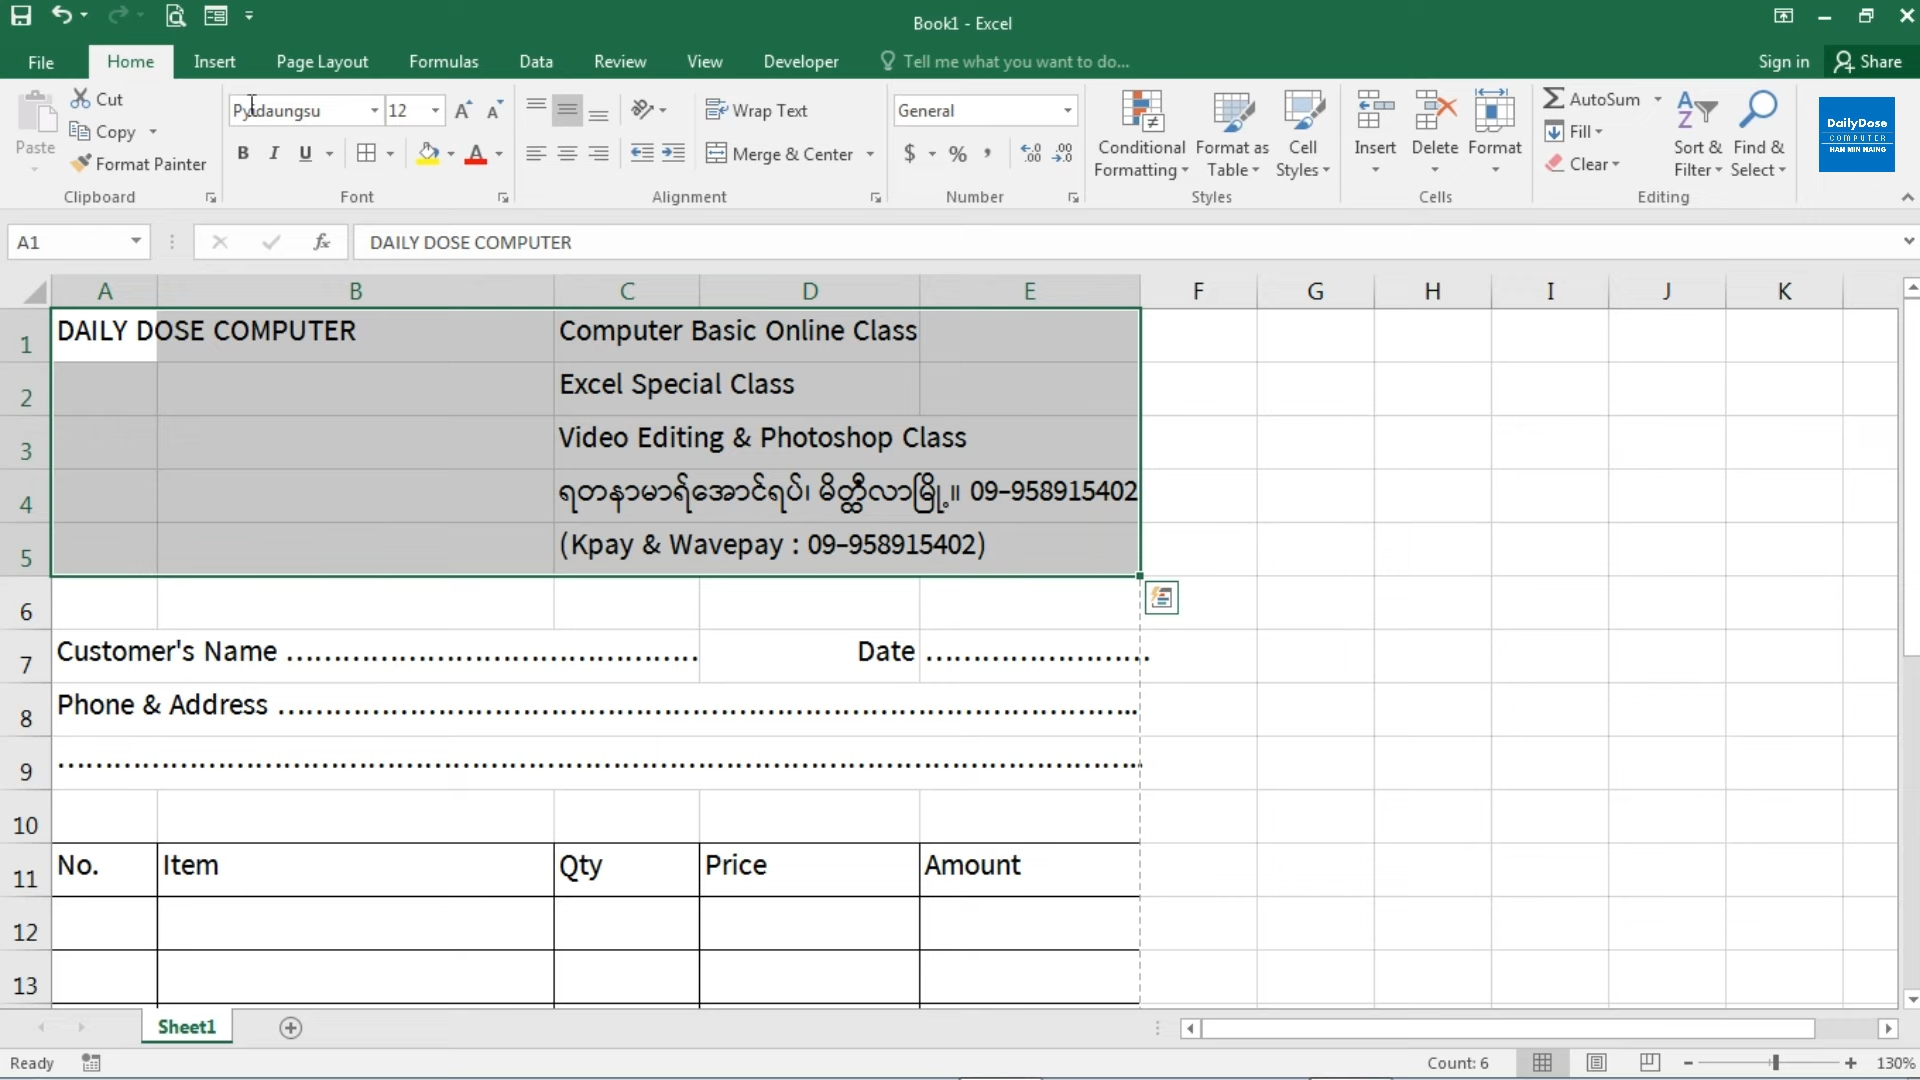 Book1 - Excel
File Home Insert Page Layout Formulas Data Review View Developer Tell me what you want to do... Sign in Share
Paste Cut Copy Format Painter Clipboard
Pyidaungsu 12 B I U Font
Wrap Text Merge & Center Alignment
General $ % Number
Conditional Formatting Format as Table Cell Styles Styles
Insert Delete Format Cells
AutoSum Fill Clear Sort & Filter Find & Select Editing
DailyDose
COMPUTER
HAN MIN MAING
A1 fx DAILY DOSE COMPUTER
A B C D E F G H I J K
1 DAILY DOSE COMPUTER Computer Basic Online Class
2 Excel Special Class
3 Video Editing & Photoshop Class
4 ရတနာမာရ်အောင်ရပ်၊ မိတ္ထီလာမြို့။ 09-958915402
5 (Kpay & Wavepay : 09-958915402)
6
7 Customer's Name ............................................ Date ........................
8 Phone & Address ..........................................................................................
9 ....................................................................................................................
10
11 No. Item Qty Price Amount
12
13
Sheet1
Ready Count: 6 130%